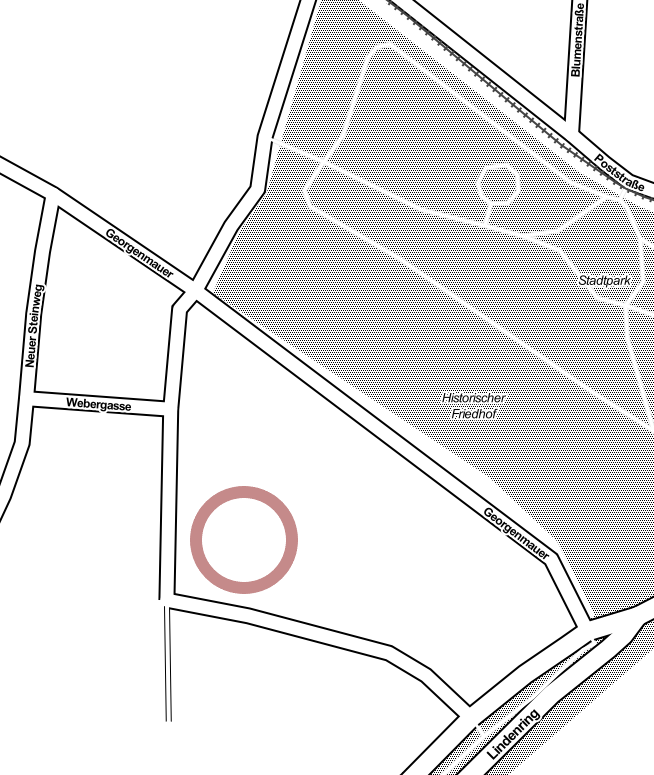 Blumenstraße
Poststraße
Georgenmauer
Stadtpark
Neuer Steinweg
Webergasse
Historischer
Friedhof
Georgenmauer
Lindenring